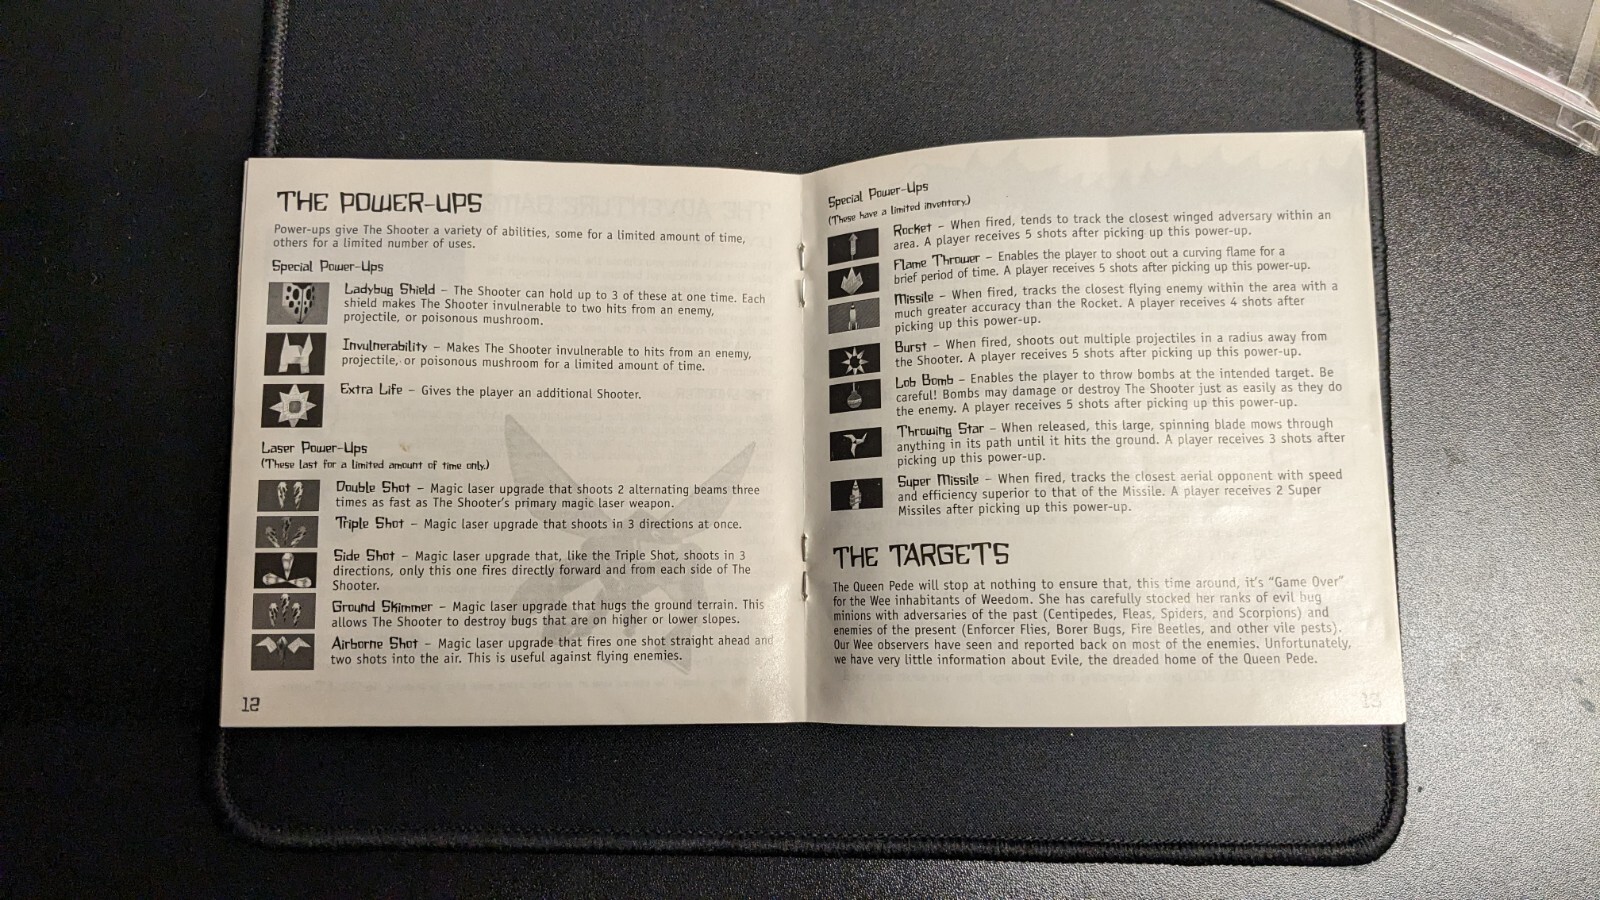 THE POWER-UPS
Power-ups give The Shooter a variety of abilities, some for a limited amount of time,
others for a limited number of uses.
Special Power-Ups
Ladybug Shield – The Shooter can hold up to 3 of these at one time. Each
shield makes The Shooter invulnerable to two hits from an enemy,
projectile, or poisonous mushroom.
Invulnerability – Makes The Shooter invulnerable to hits from an enemy,
projectile, or poisonous mushroom for a limited amount of time.
Extra Life – Gives the player an additional Shooter.
Laser Power-Ups
(These last for a limited amount of time only.)
Double Shot – Magic laser upgrade that shoots 2 alternating beams three
times as fast as The Shooter's primary magic laser weapon.
Triple Shot – Magic laser upgrade that shoots in 3 directions at once.
Side Shot – Magic laser upgrade that, like the Triple Shot, shoots in 3
directions, only this one fires directly forward and from each side of The
Shooter.
Ground Skimmer – Magic laser upgrade that hugs the ground terrain. This
allows The Shooter to destroy bugs that are on higher or lower slopes.
Airborne Shot – Magic laser upgrade that fires one shot straight ahead and
two shots into the air. This is useful against flying enemies.
12
Special Power-Ups
(These have a limited inventory.)
Rocket – When fired, tends to track the closest winged adversary within an
area. A player receives 5 shots after picking up this power-up.
Flame Thrower – Enables the player to shoot out a curving flame for a
brief period of time. A player receives 5 shots after picking up this power-up.
Missile – When fired, tracks the closest flying enemy within the area with a
much greater accuracy than the Rocket. A player receives 4 shots after
picking up this power-up.
Burst – When fired, shoots out multiple projectiles in a radius away from
the Shooter. A player receives 5 shots after picking up this power-up.
Lob Bomb – Enables the player to throw bombs at the intended target. Be
careful! Bombs may damage or destroy The Shooter just as easily as they do
the enemy. A player receives 5 shots after picking up this power-up.
Throwing Star – When released, this large, spinning blade mows through
anything in its path until it hits the ground. A player receives 3 shots after
picking up this power-up.
Super Missile – When fired, tracks the closest aerial opponent with speed
and efficiency superior to that of the Missile. A player receives 2 Super
Missiles after picking up this power-up.
THE TARGETS
The Queen Pede will stop at nothing to ensure that, this time around, it's "Game Over"
for the Wee inhabitants of Weedom. She has carefully stocked her ranks of evil bug
minions with adversaries of the past (Centipedes, Fleas, Spiders, and Scorpions) and
enemies of the present (Enforcer Flies, Borer Bugs, Fire Beetles, and other vile pests).
Our Wee observers have seen and reported back on most of the enemies. Unfortunately,
we have very little information about Evile, the dreaded home of the Queen Pede.
13